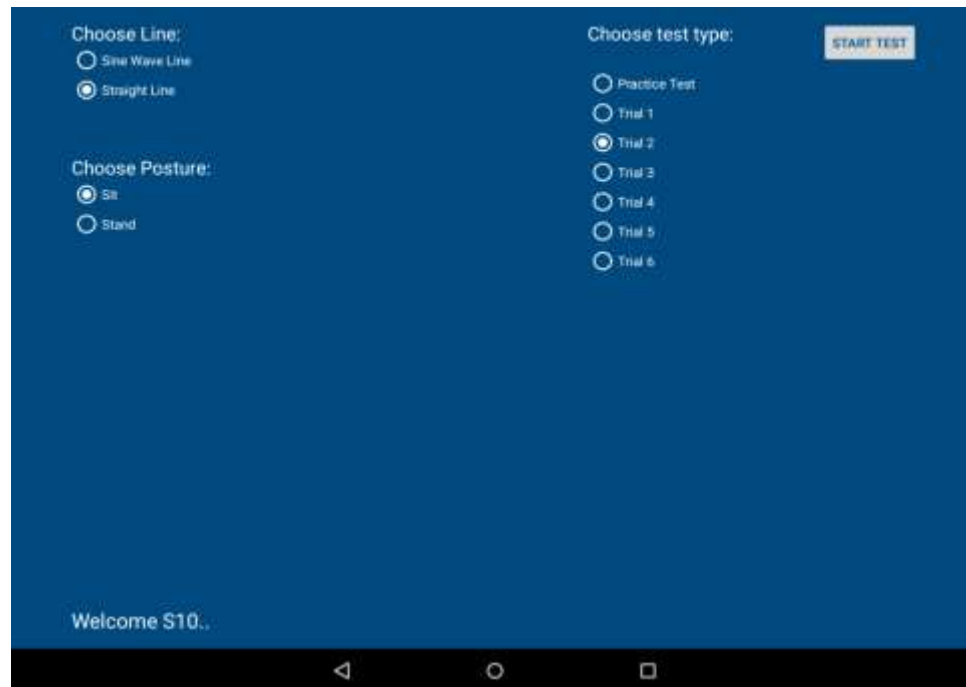 Choose Line:
Sine Wave Line
Straight Line
Choose Posture:
Sit
Stand
Choose test type:
START TEST
Practice Test
Trial 1
Trial 2
Trial 3
Trial 4
Trial 5
Trial 6
Welcome S10..